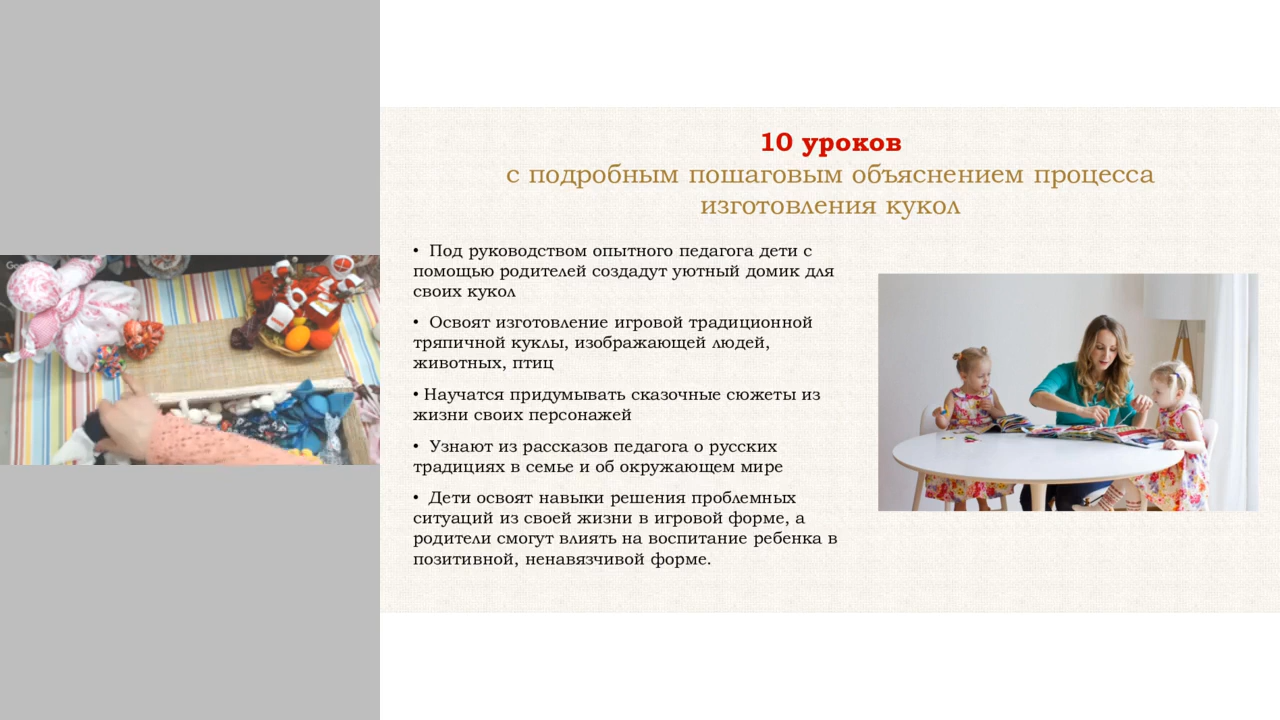 10 уроков
с подробным пошаговым объяснением процесса
изготовления кукол
• Под руководством опытного педагога дети с
помощью родителей создадут уютный домик для
своих кукол
• Освоят изготовление игровой традиционной
тряпичной куклы, изображающей людей,
животных, птиц
• Научатся придумывать сказочные сюжеты из
жизни своих персонажей
• Узнают из рассказов педагога о русских
традициях в семье и об окружающем мире
• Дети освоят навыки решения проблемных
ситуаций из своей жизни в игровой форме, а
родители смогут влиять на воспитание ребенка в
позитивной, ненавязчивой форме.